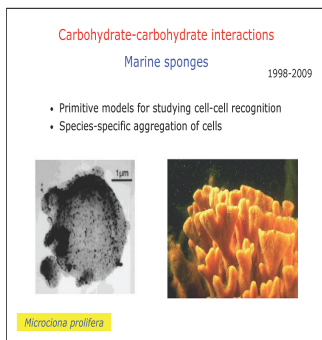 Carbohydrate-carbohydrate interactions
Marine sponges
1998-2009
• Primitive models for studying cell-cell recognition
• Species-specific aggregation of cells
1μm
Microciona prolifera